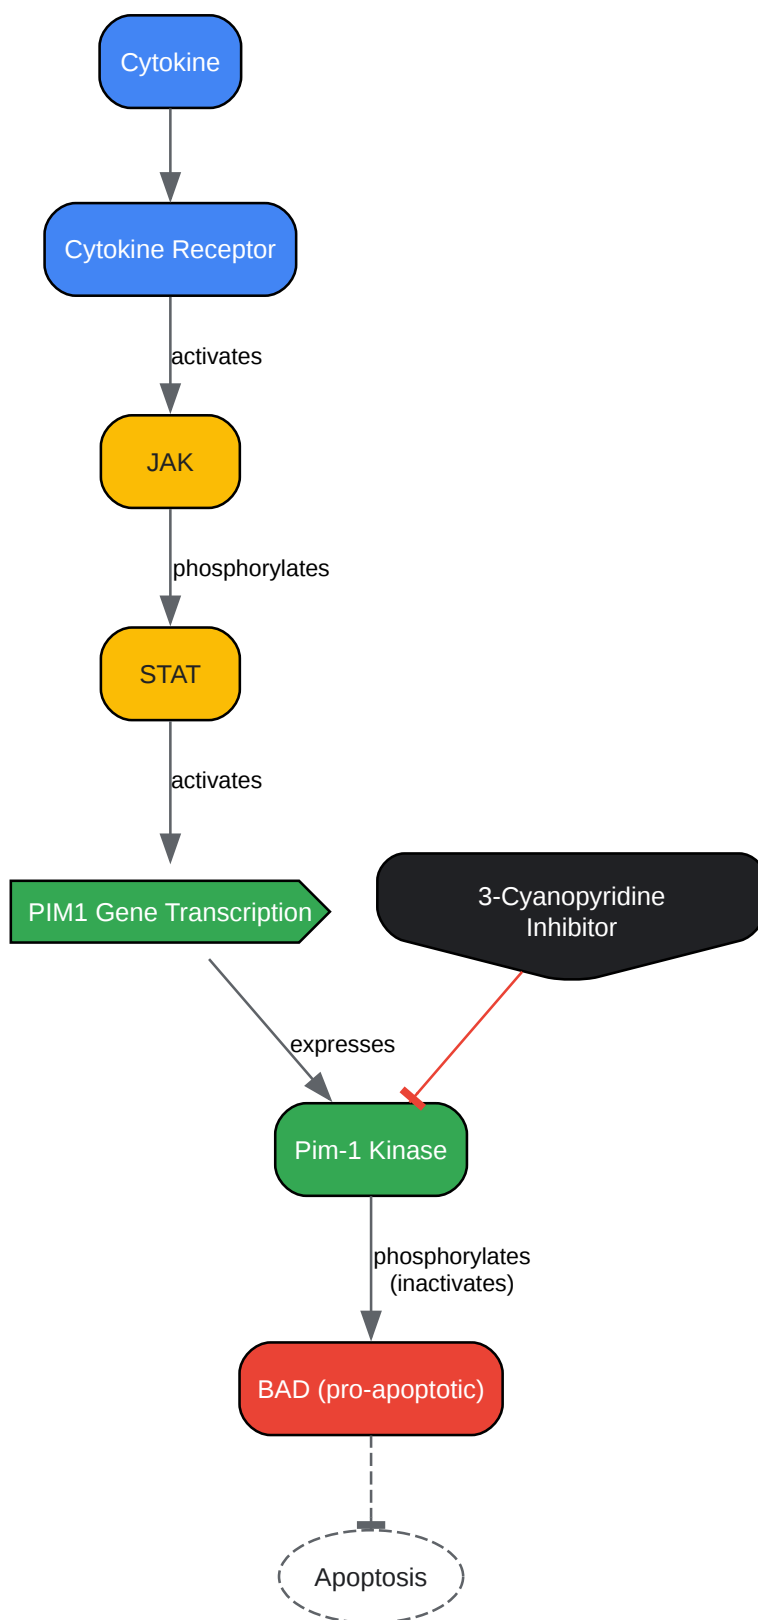 Cytokine
Cytokine Receptor
activates
JAK
phosphorylates
STAT
activates
PIM1 Gene Transcription
3-Cyanopyridine
Inhibitor
expresses
Pim-1 Kinase
phosphorylates
(inactivates)
BAD (pro-apoptotic)
Apoptosis